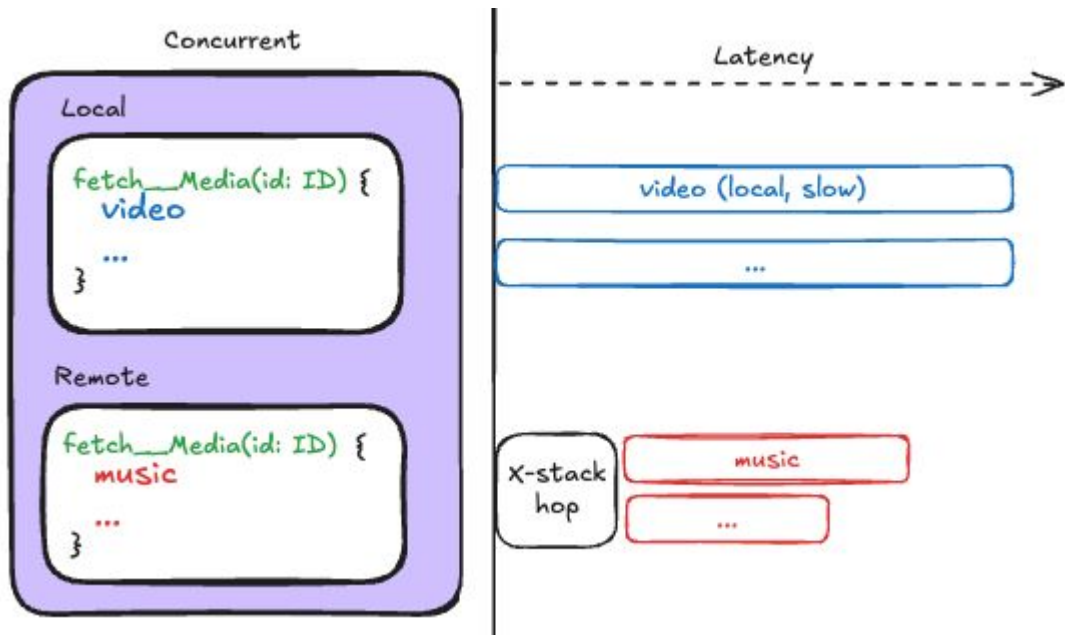 Concurrent
Local
fetch__Media(id: ID) {
video
...
}
Remote
fetch__Media(id: ID) {
music
...
}
Latency
video (local, slow)
...
X-stack
hop
music
...